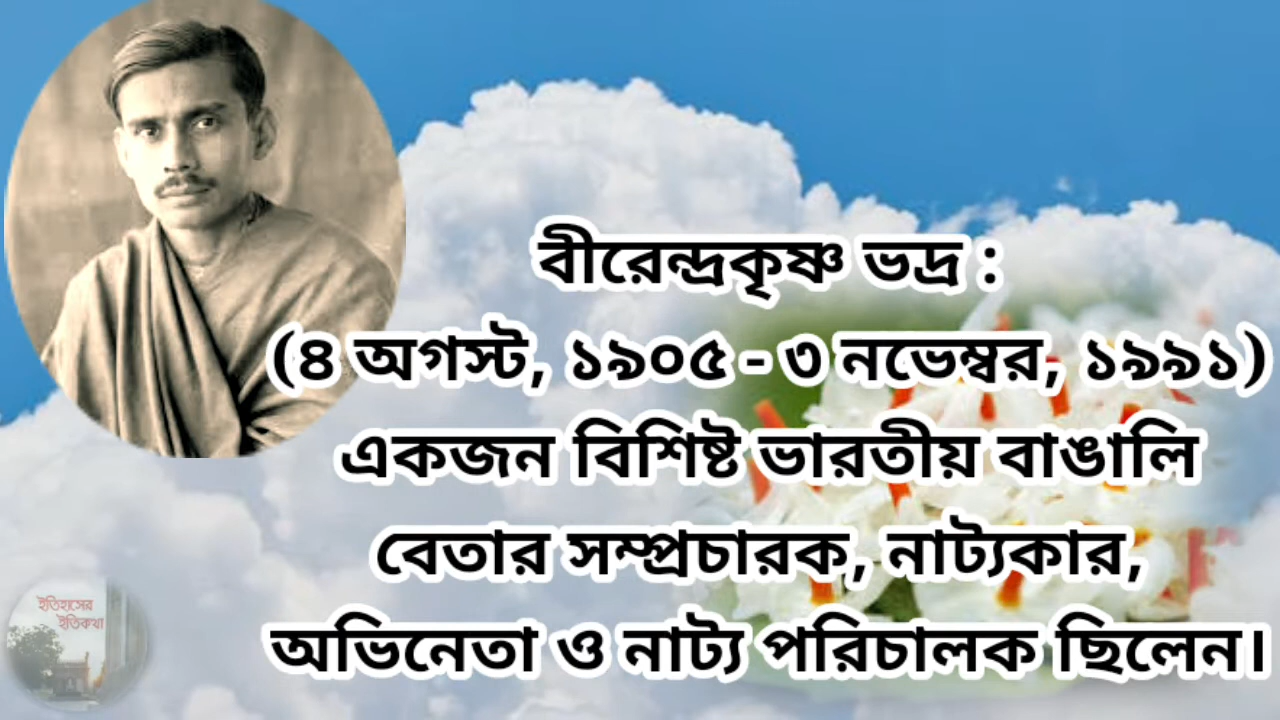 বীরেন্দ্রকৃষ্ণ ভদ্র :
(৪ অগস্ট, ১৯০৫ - ৩ নভেম্বর, ১৯৯১)
একজন বিশিষ্ট ভারতীয় বাঙালি
বেতার সম্প্রচারক, নাট্যকার,
অভিনেতা ও নাট্য পরিচালক ছিলেন।
ইতিহাসের
ইতিকথা